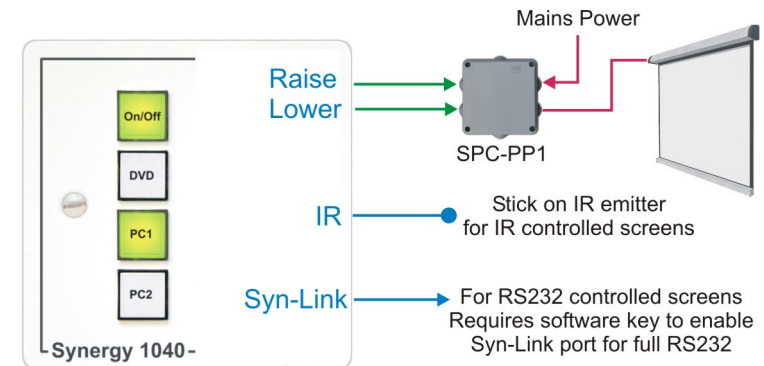 Mains Power
Raise
Lower
SPC-PP1
On/Off
DVD
PC1
PC2
IR
Stick on IR emitter
for IR controlled screens
Syn-Link
For RS232 controlled screens
Requires software key to enable
Syn-Link port for full RS232
Synergy 1040